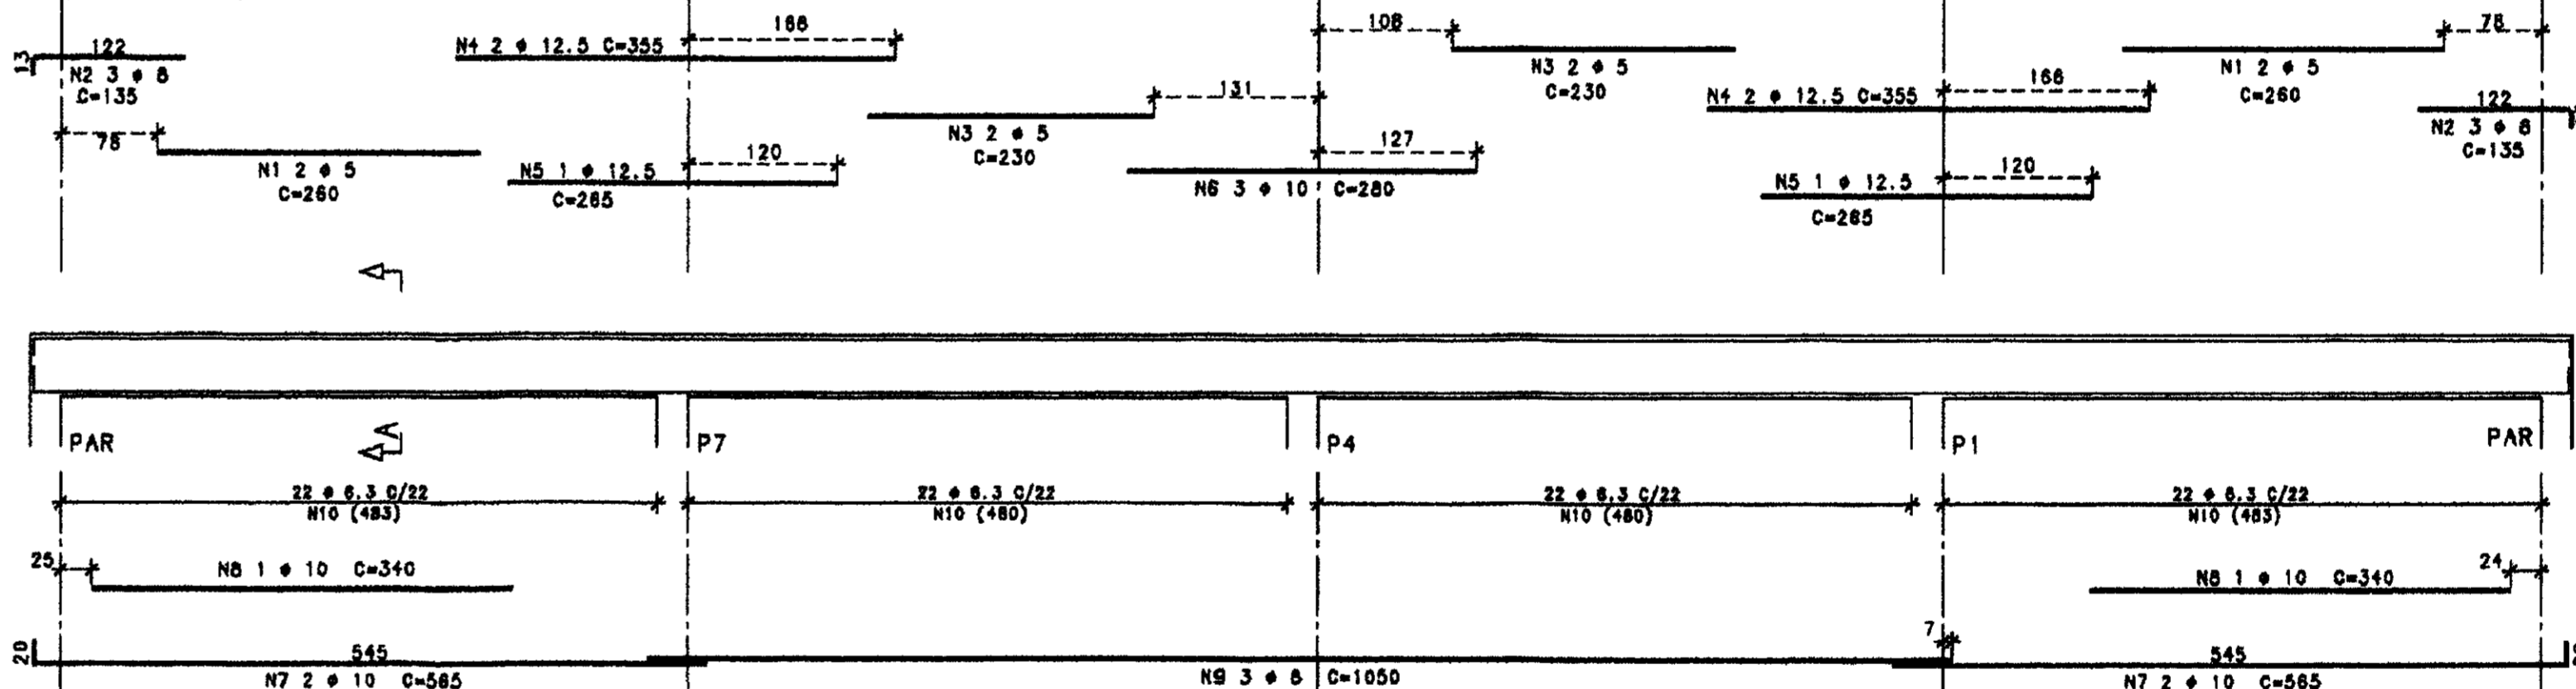 166
108
78
13
122
N4 2 ø 12.5 C=355
N2 3 ø 8
C=135
N3 2 ø 5
C=230
N1 2 ø 5
C=260
131
166
N4 2 ø 12.5 C=355
122
N2 3 ø 8
C=135
78
N3 2 ø 5
C=230
127
N1 2 ø 5
C=260
120
N5 1 ø 12.5
C=265
N6 3 ø 10 C=280
120
N5 1 ø 12.5
C=265
A
PAR
P7
P4
P1
PAR
22 ø 6.3 C/22
N10 (483)
22 ø 6.3 C/22
N10 (480)
22 ø 6.3 C/22
N10 (480)
22 ø 6.3 C/22
N10 (483)
25
N8 1 ø 10 C=340
24
N8 1 ø 10 C=340
7
20
545
N7 2 ø 10 C=565
N9 3 ø 8 C=1050
545
N7 2 ø 10 C=565